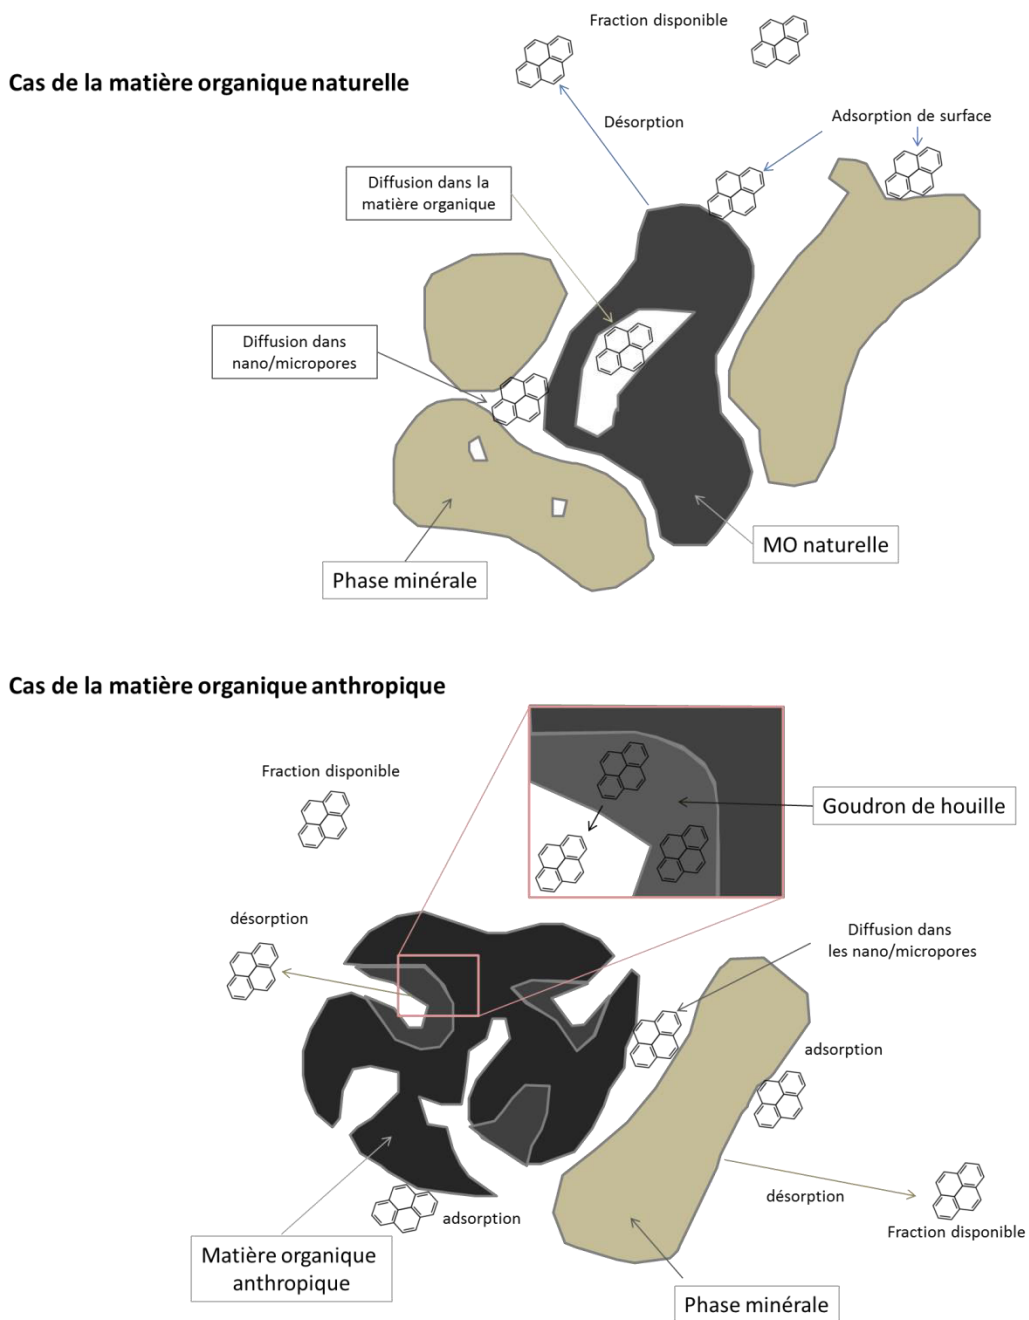 Fraction disponible
Cas de la matière organique naturelle
Désorption
Adsorption de surface
Diffusion dans la
matière organique
Diffusion dans
nano/micropores
MO naturelle
Phase minérale
Cas de la matière organique anthropique
Fraction disponible
Goudron de houille
désorption
Diffusion dans
les nano/micropores
adsorption
désorption
adsorption
Fraction disponible
Matière organique
anthropique
Phase minérale